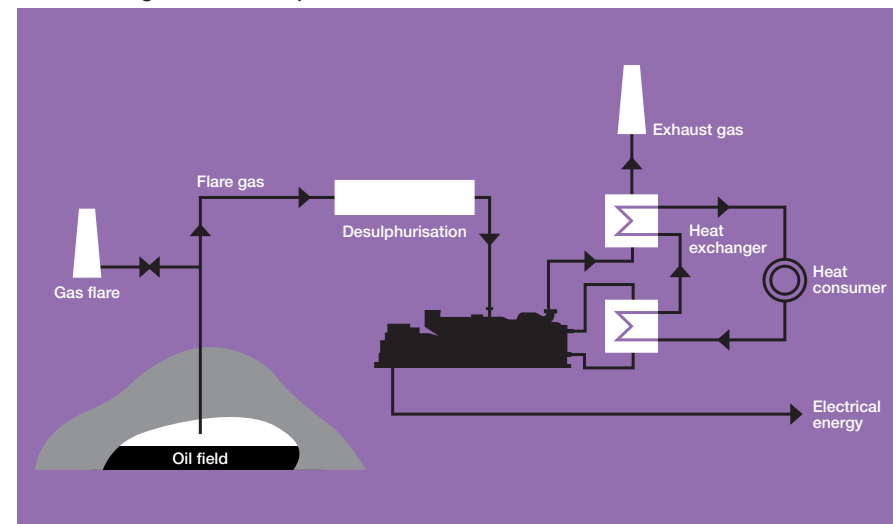 Exhaust gas
Flare gas
Desulphurisation
Heat
exchanger
Heat
consumer
Gas flare
Electrical
energy
Oil field